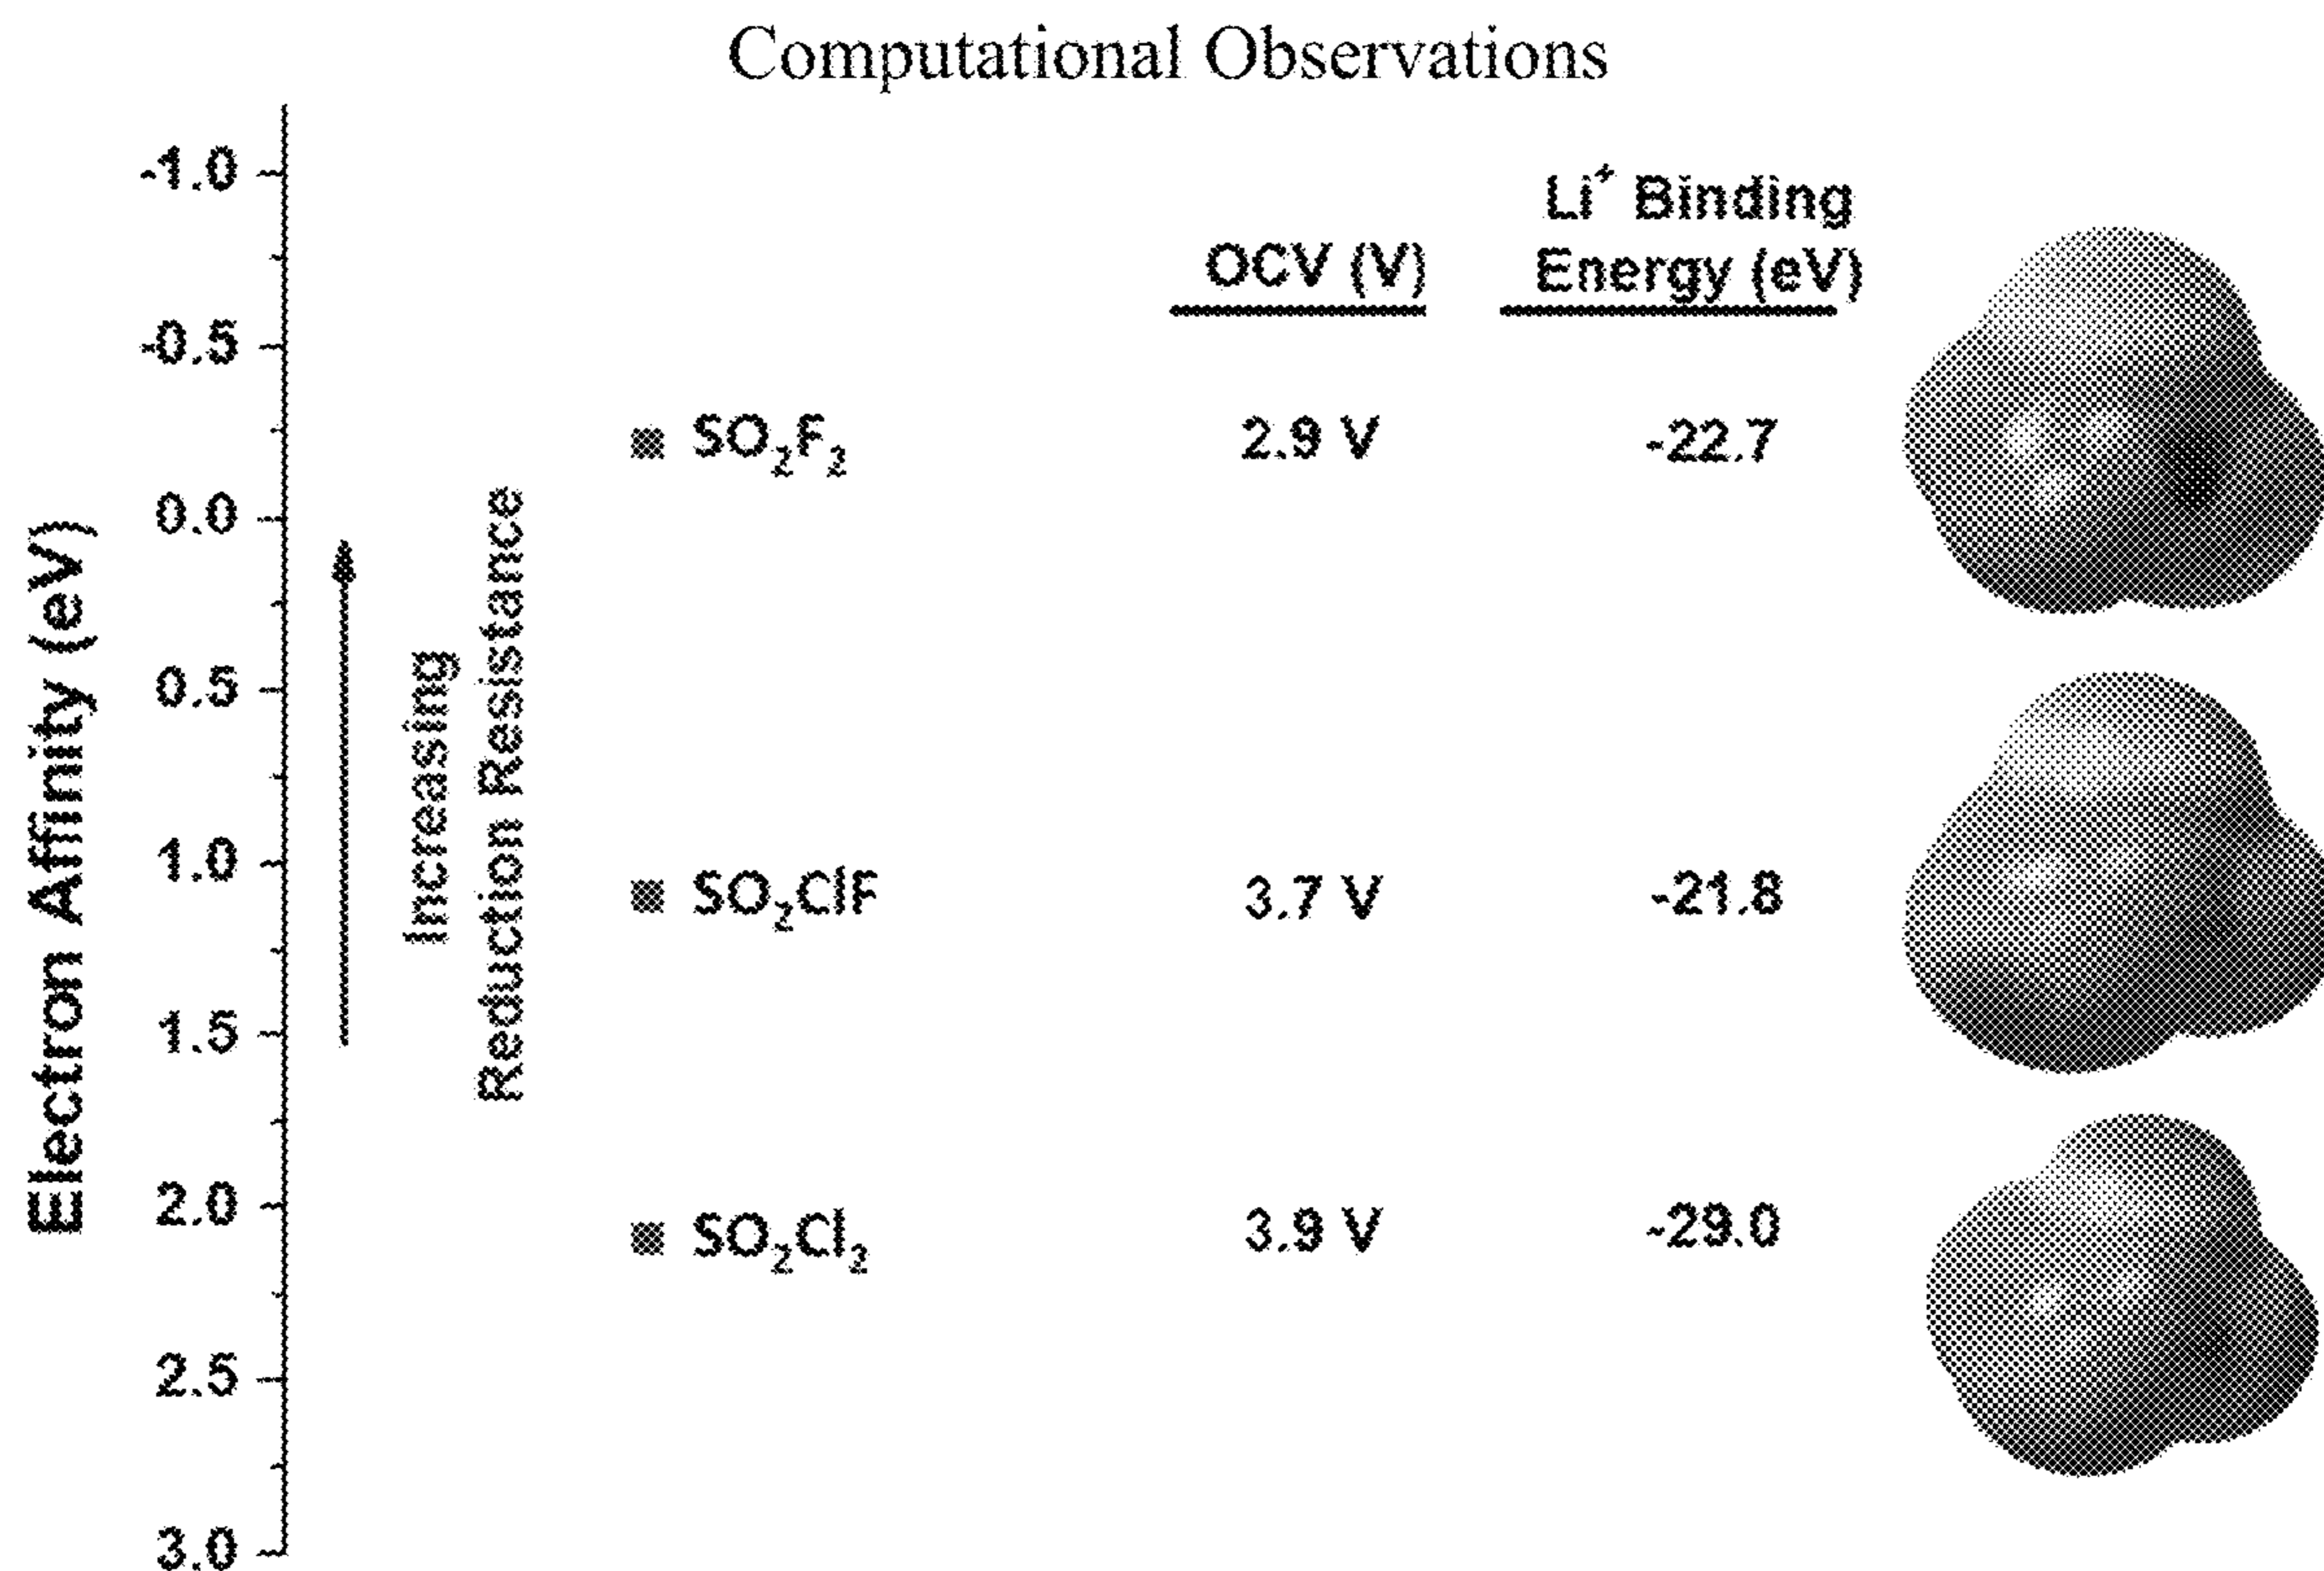 Computational Observations
Electron Affinity (eV)
-1.0
-0.5
0.0
0.5
1.0
1.5
2.0
2.5
3.0
Increasing
Reduction Resistance
Li⁺ Binding
OCV (V) Energy (eV)
SO₂F₂ 2.9 V -22.7
SO₂ClF 3.7 V -21.8
SO₂Cl₂ 3.9 V -29.0